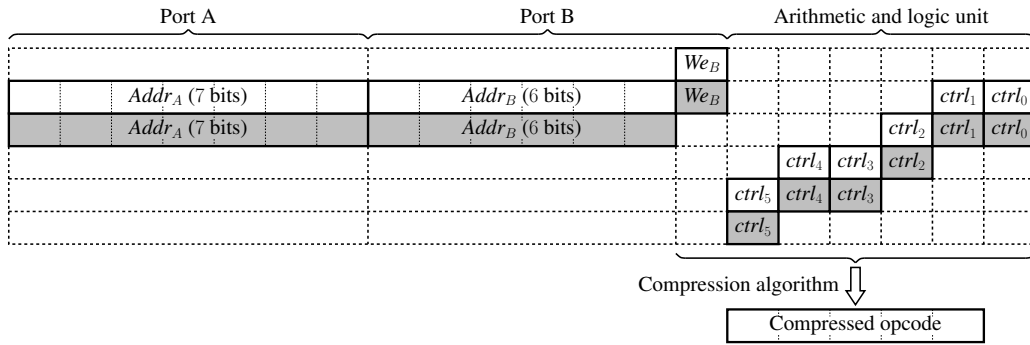 Port A Port B Arithmetic and logic unit
We_B
Addr_A (7 bits) Addr_B (6 bits) We_B ctrl_1 ctrl_0
Addr_A (7 bits) Addr_B (6 bits) ctrl_2 ctrl_1 ctrl_0
ctrl_4 ctrl_3 ctrl_2
ctrl_5 ctrl_4 ctrl_3
ctrl_5
Compression algorithm
Compressed opcode